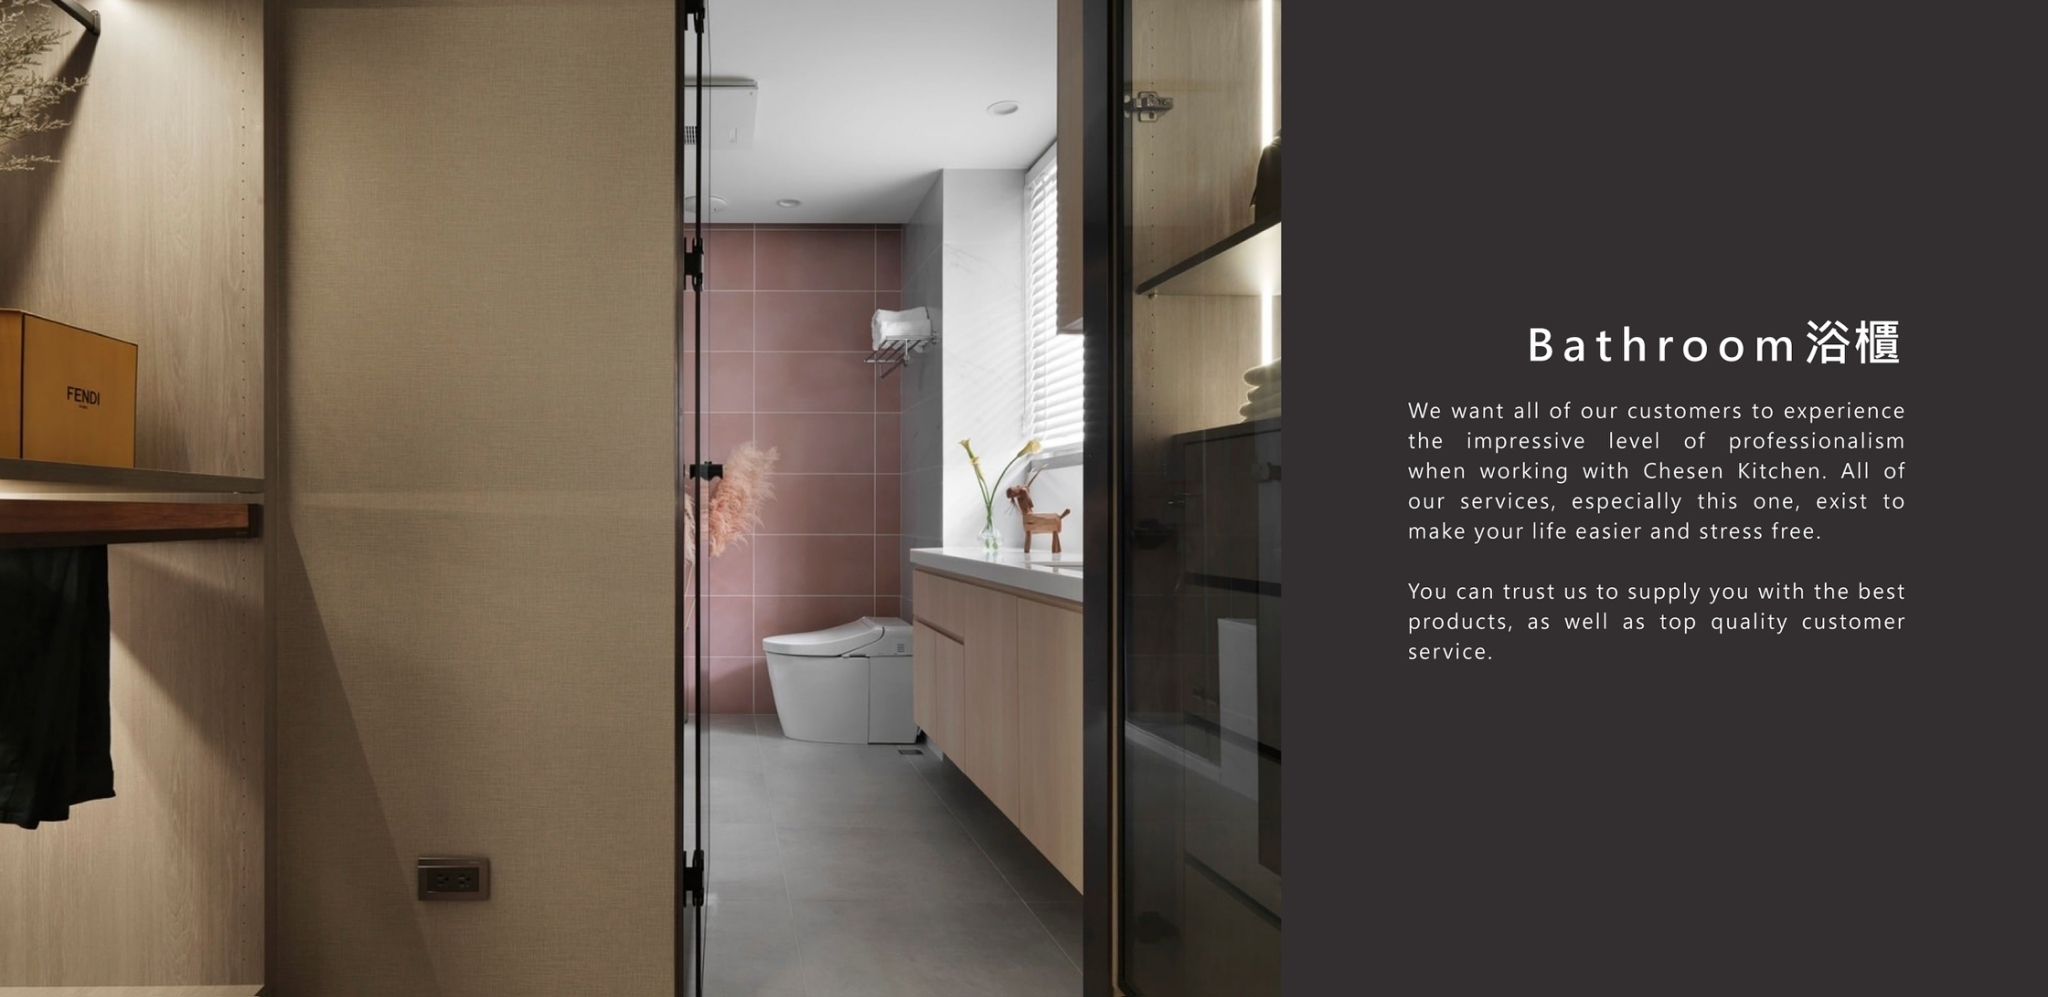 FENDI
Bathroom浴櫃
We want all of our customers to experience
the impressive level of professionalism
when working with Chesen Kitchen. All of
our services, especially this one, exist to
make your life easier and stress free.
You can trust us to supply you with the best
products, as well as top quality customer
service.